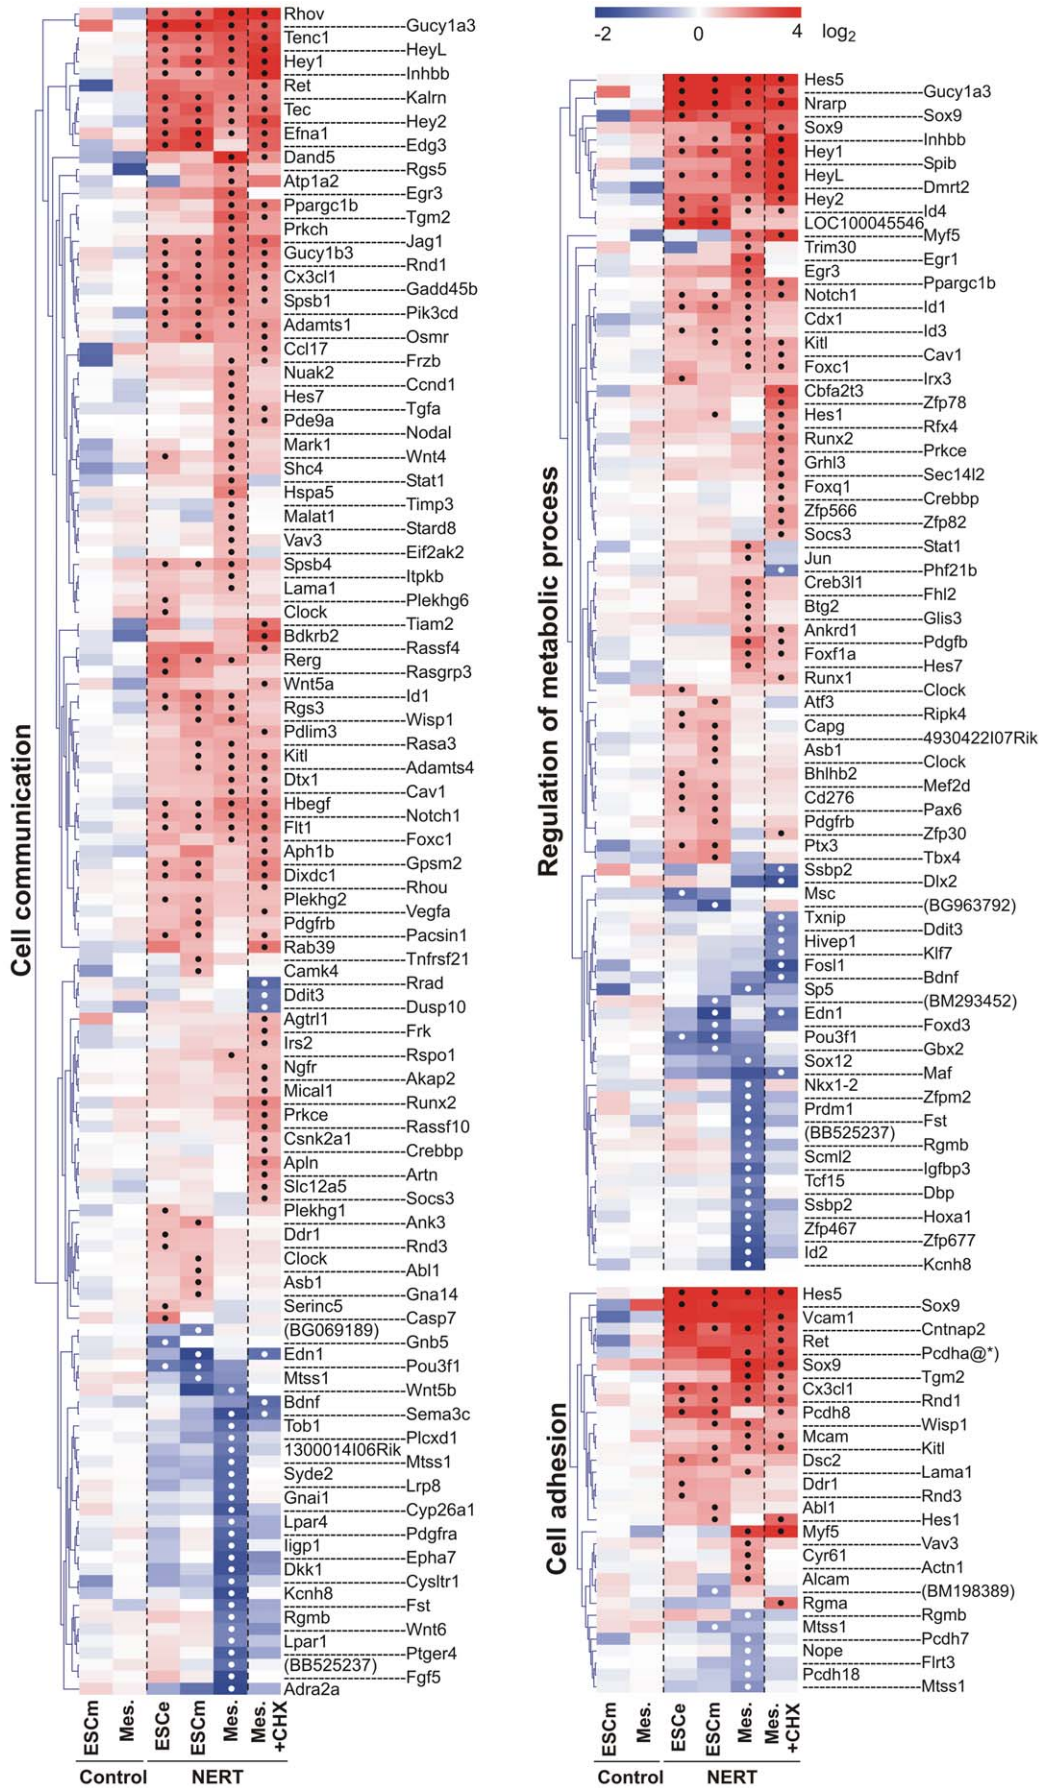 Cell communication
Rhov
Gucy1a3
Tenc1
HeyL
Hey1
Inhbb
Ret
Kalrn
Tec
Hey2
Efna1
Edg3
Dand5
Rgs5
Atp1a2
Egr3
Ppargc1b
Tgm2
Prkch
Jag1
Gucy1b3
Rnd1
Cx3cl1
Gadd45b
Spsb1
Pik3cd
Adamts1
Osmr
Ccl17
Frzb
Nuak2
Ccnd1
Hes7
Tgfa
Pde9a
Nodal
Mark1
Wnt4
Shc4
Stat1
Hspa5
Timp3
Malat1
Stard8
Vav3
Eif2ak2
Spsb4
Itpkb
Lama1
Plekhg6
Clock
Tiam2
Bdkrb2
Rassf4
Rerg
Rasgrp3
Wnt5a
Id1
Rgs3
Wisp1
Pdlim3
Rasa3
Kitl
Adamts4
Dtx1
Cav1
Hbegf
Notch1
Flt1
Foxc1
Aph1b
Gpsm2
Dixdc1
Rhou
Plekhg2
Vegfa
Pdgfrb
Pacsin1
Rab39
Tnfrsf21
Camk4
Rrad
Ddit3
Dusp10
Agtrl1
Frk
Irs2
Rspo1
Ngfr
Akap2
Mical1
Runx2
Prkce
Rassf10
Csnk2a1
Crebbp
Apln
Artn
Slc12a5
Socs3
Plekhg1
Ank3
Ddr1
Rnd3
Clock
Abl1
Asb1
Gna14
Serinc5
Casp7
(BG069189)
Gnb5
Edn1
Pou3f1
Mtss1
Wnt5b
Bdnf
Sema3c
Tob1
Plcxd1
1300014I06Rik
Mtss1
Syde2
Lrp8
Gnai1
Cyp26a1
Lpar4
Pdgfra
Iigp1
Epha7
Dkk1
Cysltr1
Kcnh8
Fst
Rgmb
Wnt6
Lpar1
Ptger4
(BB525237)
Fgf5
Adra2a
ESCm
Mes.
ESCe
ESCm
Mes.
Mes. +CHX
Control
NERT
-2 0 4 log2
Regulation of metabolic process
Hes5
Gucy1a3
Nrarp
Sox9
Sox9
Inhbb
Hey1
Spib
HeyL
Dmrt2
Hey2
Id4
LOC100045546
Myf5
Trim30
Egr1
Egr3
Ppargc1b
Notch1
Id1
Cdx1
Id3
Kitl
Cav1
Foxc1
Irx3
Cbfa2t3
Zfp78
Hes1
Rfx4
Runx2
Prkce
Grhl3
Sec14l2
Foxq1
Crebbp
Zfp566
Zfp82
Socs3
Stat1
Jun
Phf21b
Creb3l1
Fhl2
Btg2
Glis3
Ankrd1
Pdgfb
Foxf1a
Hes7
Runx1
Clock
Atf3
Ripk4
Capg
4930422I07Rik
Asb1
Clock
Bhlhb2
Mef2d
Cd276
Pax6
Pdgfrb
Zfp30
Ptx3
Tbx4
Ssbp2
Dlx2
Msc
(BG963792)
Txnip
Ddit3
Hivep1
Klf7
Fosl1
Bdnf
Sp5
(BM293452)
Edn1
Foxd3
Pou3f1
Gbx2
Sox12
Maf
Nkx1-2
Zfpm2
Prdm1
Fst
(BB525237)
Rgmb
Scml2
Igfbp3
Tcf15
Dbp
Ssbp2
Hoxa1
Zfp467
Zfp677
Id2
Kcnh8
Cell adhesion
Hes5
Sox9
Vcam1
Cntnap2
Ret
Pcdha@*)
Sox9
Tgm2
Cx3cl1
Rnd1
Pcdh8
Wisp1
Mcam
Kitl
Dsc2
Lama1
Ddr1
Rnd3
Abl1
Hes1
Myf5
Vav3
Cyr61
Actn1
Alcam
(BM198389)
Rgma
Rgmb
Mtss1
Pcdh7
Nope
Flrt3
Pcdh18
Mtss1
ESCm
Mes.
ESCe
ESCm
Mes.
Mes. +CHX
Control
NERT